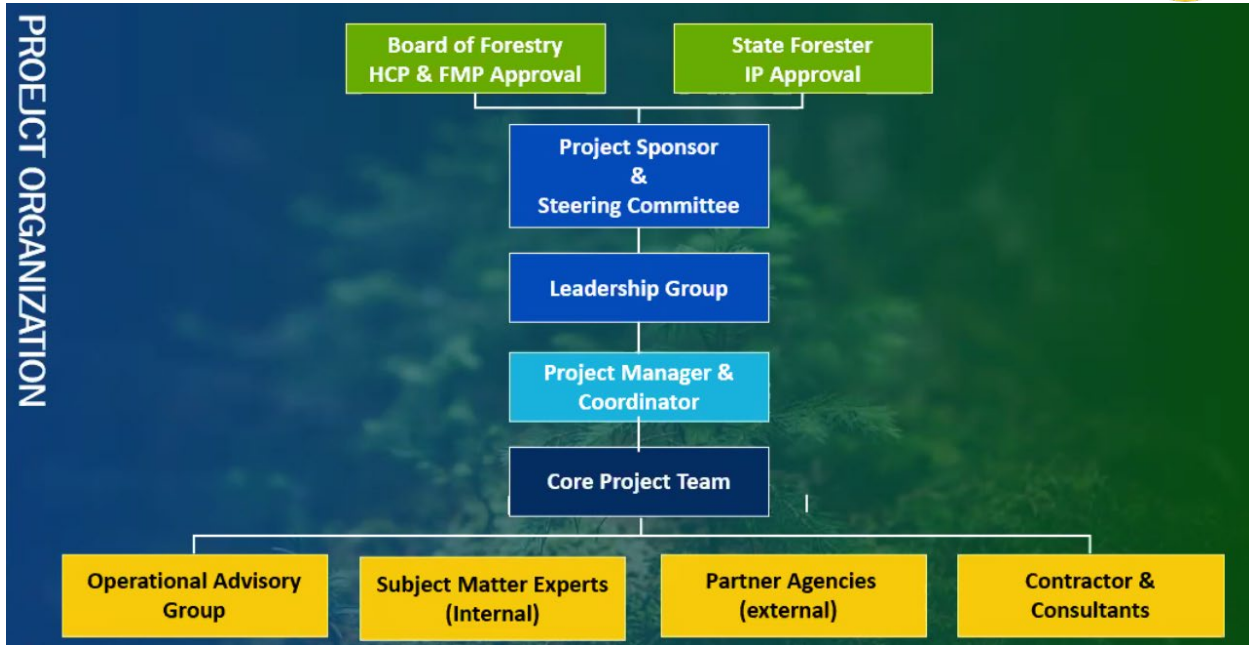 PROEJCT ORGANIZATION
Board of Forestry
HCP & FMP Approval
State Forester
IP Approval
Project Sponsor
&
Steering Committee
Leadership Group
Project Manager &
Coordinator
Core Project Team
Operational Advisory
Group
Subject Matter Experts
(Internal)
Partner Agencies
(external)
Contractor &
Consultants